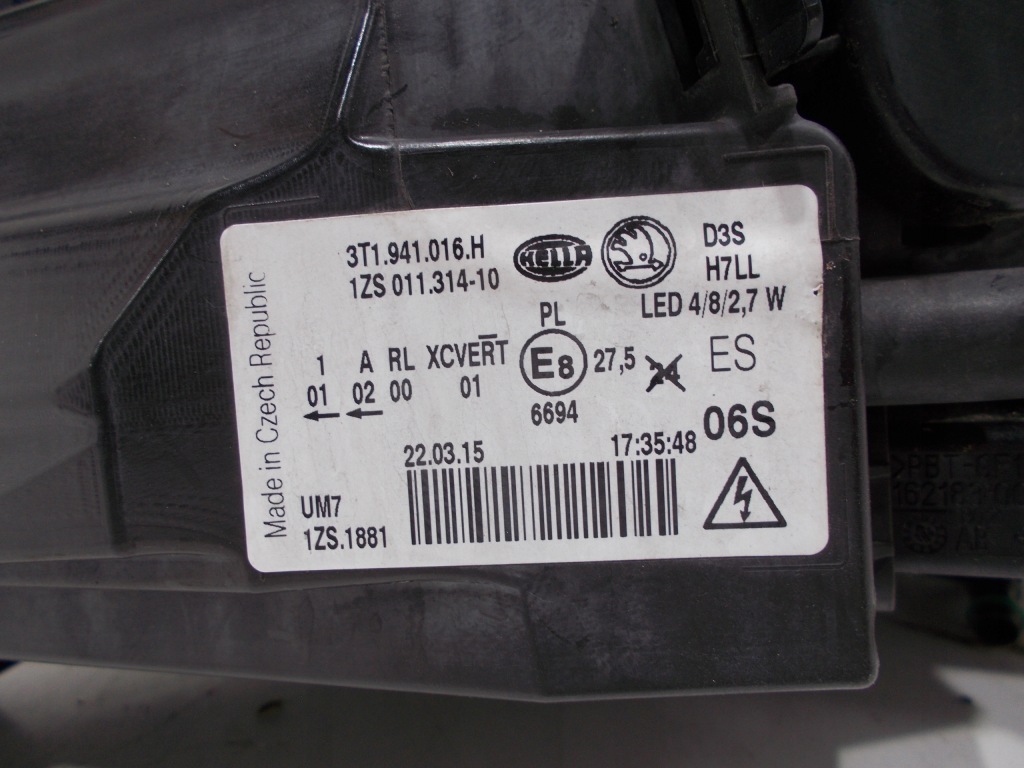 3T1.941.016.H
1ZS 011.314-10
HELLA
D3S
H7LL
LED 4/8/2,7 W
Made in Czech Republic
PL
1 A RL XCVER̅T
01 02 00 01
E8
27,5
24
ES
6694
06S
22.03.15 17:35:48
UM7
1ZS.1881